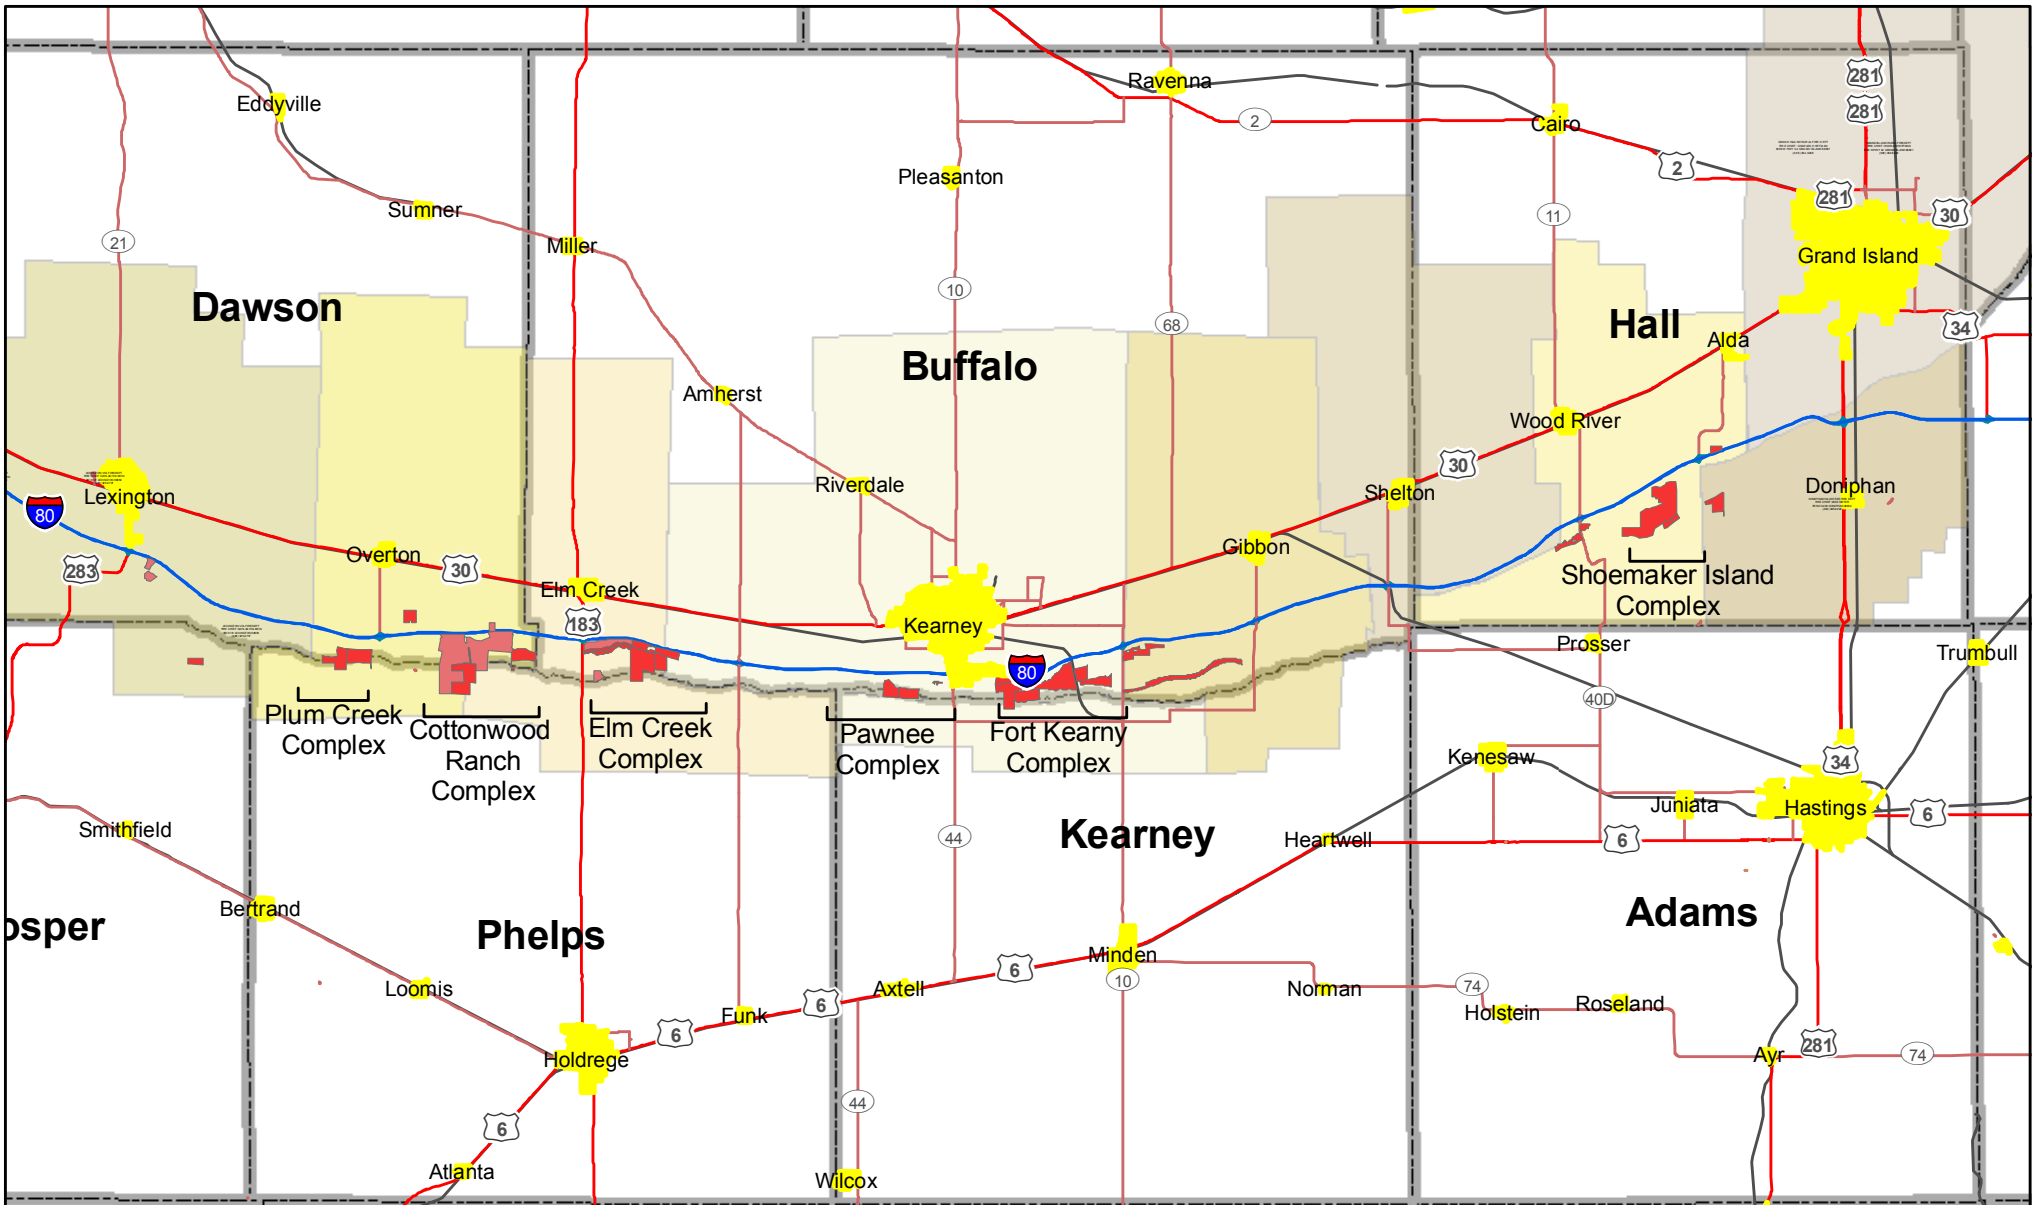 281
Ravenna
Eddyville
281
2
Cairo
2
Pleasanton
281
Sumner
11
30
21
Miller
Grand Island
10
Dawson
68
Hall
34
Alda
Buffalo
Amherst
Wood River
30
Riverdale
Doniphan
Shelton
Lexington
80
Gibbon
Overton
283
30
Shoemaker Island
Complex
Elm Creek
183
Kearney
Prosser
Trumbull
80
40D
Plum Creek
Complex
Cottonwood
Ranch
Complex
Elm Creek
Complex
Pawnee
Complex
Fort Kearny
Complex
Kenesaw
34
Juniata
Hastings
6
Smithfield
44
Kearney
Heartwell
6
Bertrand
osper
Phelps
Adams
Minden
6
10
Loomis
Axtell
Norman
74
Holstein
Roseland
Funk
6
6
Holdrege
Ayr
281
74
44
6
Atlanta
Wilcox